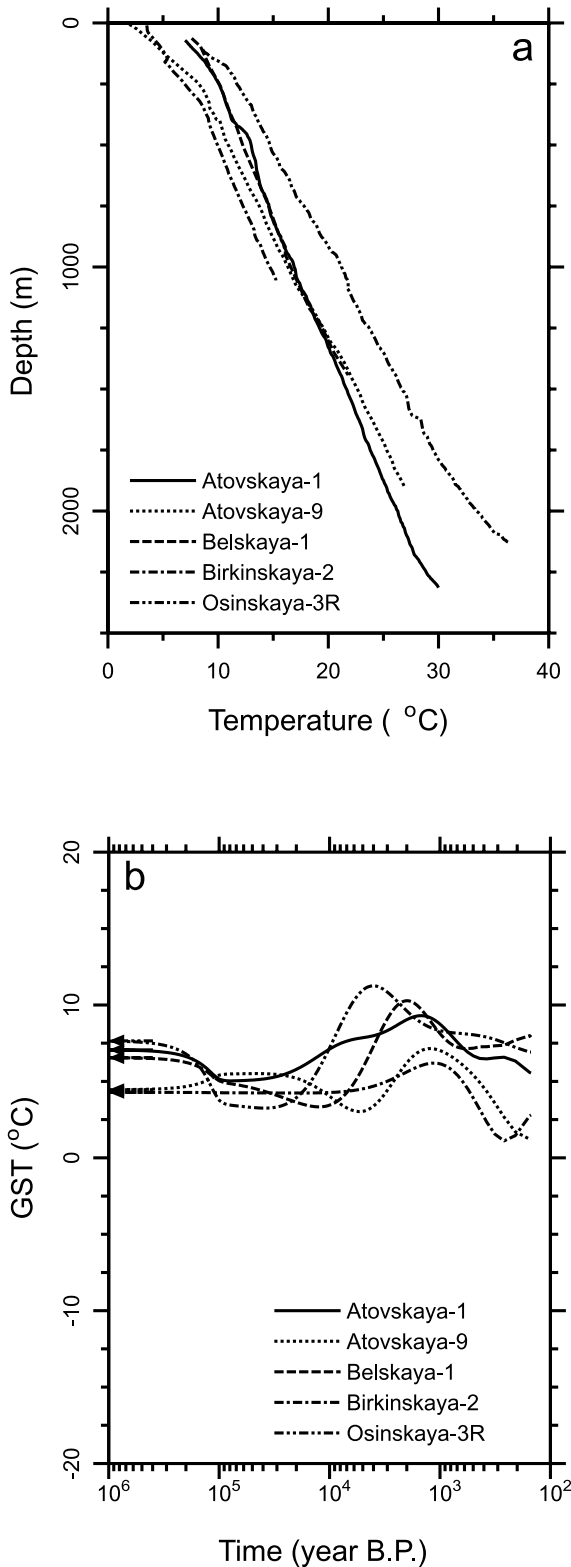 a
0
1000
2000
Depth (m)
Atovskaya-1
Atovskaya-9
Belskaya-1
Birkinskaya-2
Osinskaya-3R
0 10 20 30 40
Temperature ( °C)
b
20
10
0
-10
-20
GST (°C)
Atovskaya-1
Atovskaya-9
Belskaya-1
Birkinskaya-2
Osinskaya-3R
10⁶ 10⁵ 10⁴ 10³ 10²
Time (year B.P.)